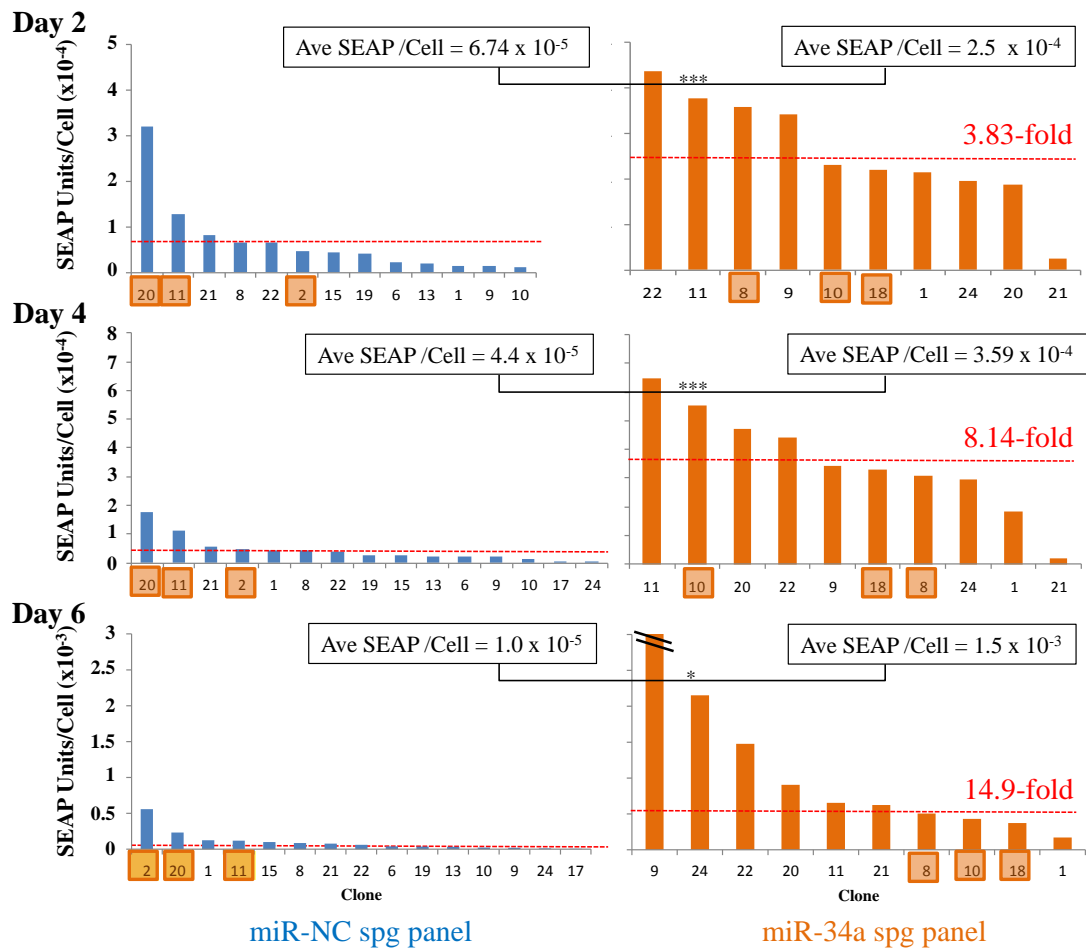 Day 2
SEAP Units/Cell (x10-4)
5
4
3
2
1
0
Ave SEAP /Cell = 6.74 x 10-5
Ave SEAP /Cell = 2.5 x 10-4
***
3.83-fold
20 11 21 8 22 2 15 19 6 13 1 9 10
22 11 8 9 10 18 1 24 20 21
Day 4
SEAP Units/Cell (x10-4)
8
7
6
5
4
3
2
1
0
Ave SEAP /Cell = 4.4 x 10-5
Ave SEAP /Cell = 3.59 x 10-4
***
8.14-fold
20 11 21 2 1 8 22 19 15 13 6 9 10 17 24
11 10 20 22 9 18 8 24 1 21
Day 6
SEAP Units/Cell (x10-3)
3
2.5
2
1.5
1
0.5
0
Ave SEAP /Cell = 1.0 x 10-5
Ave SEAP /Cell = 1.5 x 10-3
*
14.9-fold
2 20 1 11 15 8 21 22 6 19 13 10 9 24 17
9 24 22 20 11 21 8 10 18 1
Clone
Clone
miR-NC spg panel
miR-34a spg panel